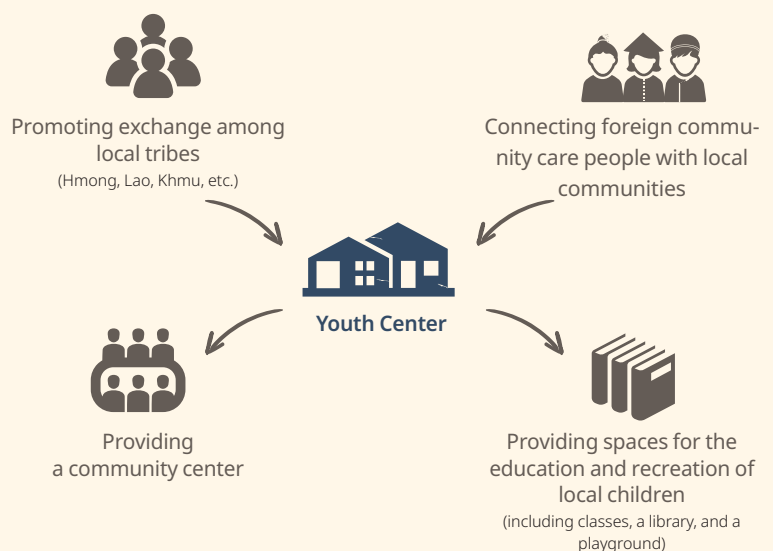 Promoting exchange among
local tribes
(Hmong, Lao, Khmu, etc.)
Connecting foreign commu-
nity care people with local
communities
Youth Center
Providing
a community center
Providing spaces for the
education and recreation of
local children
(including classes, a library, and a
playground)